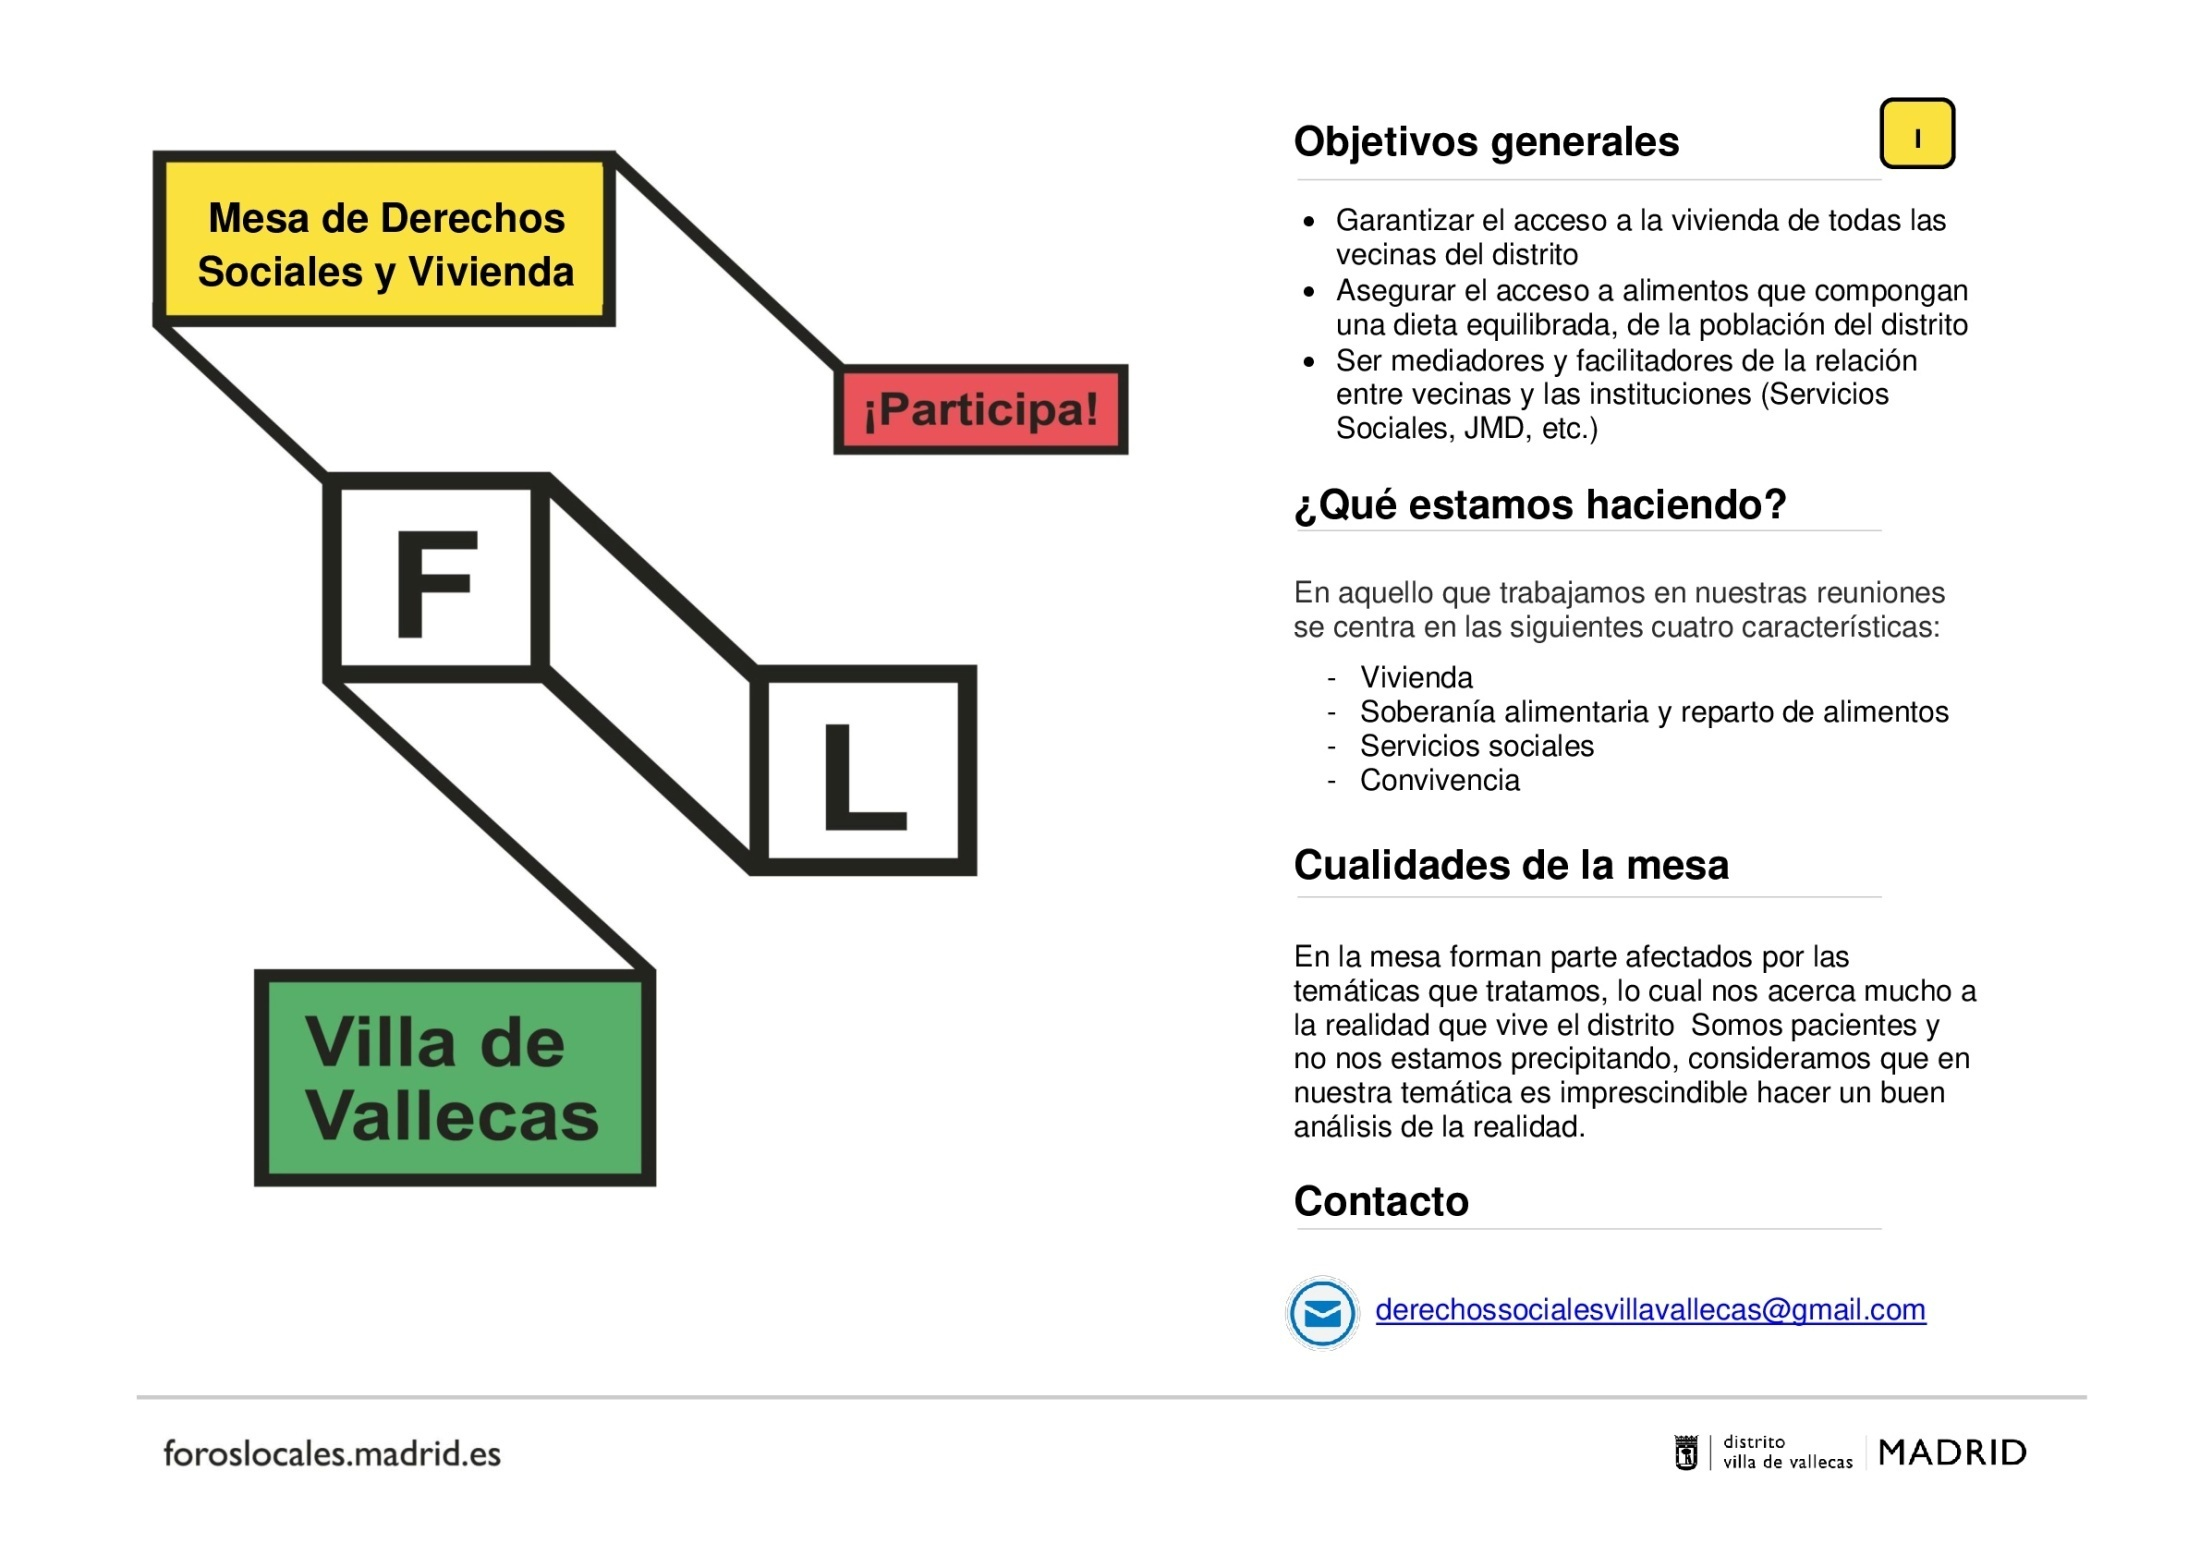 Mesa de Derechos
Sociales y Vivienda
¡Participa!
F
L
Villa de
Vallecas
Objetivos generales
I
• Garantizar el acceso a la vivienda de todas las
vecinas del distrito
• Asegurar el acceso a alimentos que compongan
una dieta equilibrada, de la población del distrito
• Ser mediadores y facilitadores de la relación
entre vecinas y las instituciones (Servicios
Sociales, JMD, etc.)
¿Qué estamos haciendo?
En aquello que trabajamos en nuestras reuniones
se centra en las siguientes cuatro características:
- Vivienda
- Soberanía alimentaria y reparto de alimentos
- Servicios sociales
- Convivencia
Cualidades de la mesa
En la mesa forman parte afectados por las
temáticas que tratamos, lo cual nos acerca mucho a
la realidad que vive el distrito  Somos pacientes y
no nos estamos precipitando, consideramos que en
nuestra temática es imprescindible hacer un buen
análisis de la realidad.
Contacto
derechossocialesvillavallecas@gmail.com
foroslocales.madrid.es
distrito
villa de vallecas
MADRID